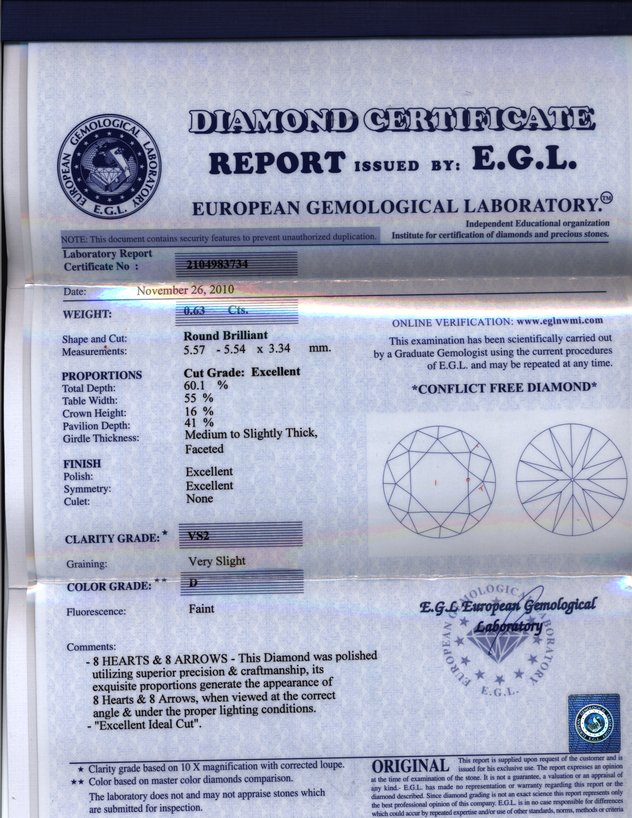 DIAMOND CERTIFICATE
REPORT ISSUED BY: E.G.L.
EUROPEAN GEMOLOGICAL LABORATORY.™
EUROPEAN GEMOLOGICAL LABORATORY
E.G.L.
Independent Educational organization
Institute for certification of diamonds and precious stones.
NOTE: This document contains security features to prevent unauthorized duplication.
Laboratory Report
Certificate No : 2104983734
Date: November 26, 2010
WEIGHT: 0.63 Cts.
Shape and Cut: Round Brilliant
Measurements: 5.57 - 5.54 x 3.34 mm.
PROPORTIONS Cut Grade: Excellent
Total Depth: 60.1 %
Table Width: 55 %
Crown Height: 16 %
Pavilion Depth: 41 %
Girdle Thickness: Medium to Slightly Thick,
Faceted
FINISH
Polish: Excellent
Symmetry: Excellent
Culet: None
CLARITY GRADE: * VS2
Graining: Very Slight
COLOR GRADE: ** D
Fluorescence: Faint
Comments:
- 8 HEARTS & 8 ARROWS - This Diamond was polished
utilizing superior precision & craftmanship, its
exquisite proportions generate the appearance of
8 Hearts & 8 Arrows, when viewed at the correct
angle & under the proper lighting conditions.
- "Excellent Ideal Cut".
ONLINE VERIFICATION: www.eglnwmi.com
This examination has been scientifically carried out
by a Graduate Gemologist using the current procedures
of E.G.L. and may be repeated at any time.
*CONFLICT FREE DIAMOND*
E.G.L European Gemological
Laboratory
EUROPEAN GEMOLOGICAL LABORATORY
E.G.L.
★ Clarity grade based on 10 X magnification with corrected loupe.
★★ Color based on master color diamonds comparison.
The laboratory does not and may not appraise stones which
are submitted for inspection.
ORIGINAL This report is supplied upon request of the customer and is
issued for his exclusive use. The report expresses an opinion
at the time of examination of the stone. It is not a guarantee, a valuation or an appraisal of
any kind.- E.G.L. has made no representation or warranty regarding this report or the
diamond described. Since diamond grading is not an exact science this report represents only
the best professional opinion of this company. E.G.L. is in no case responsible for differences
which could occur by repeated expertise and/or use of other standards, norms, methods or criteria